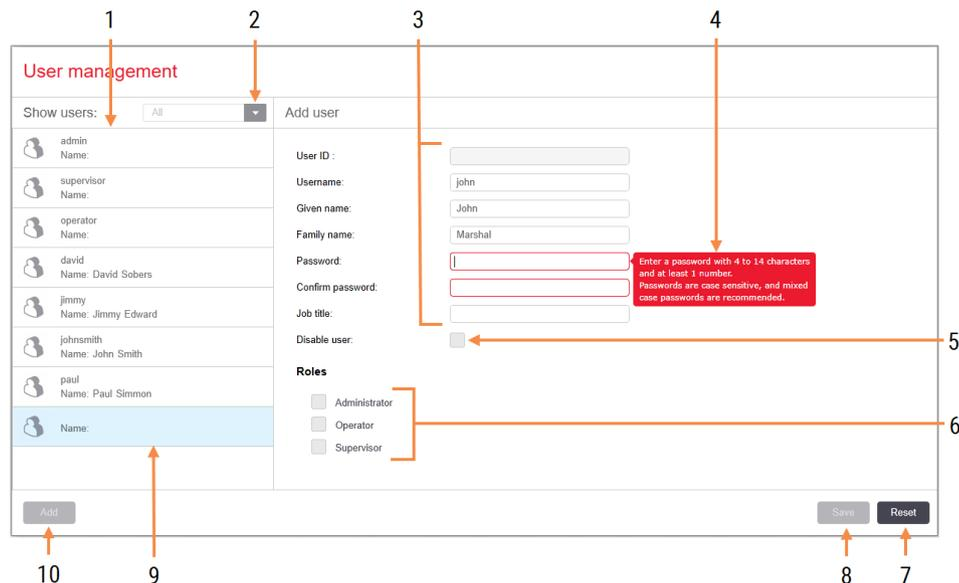 1 2 3 4
User management
Show users: All Add user
admin
Name:
supervisor
Name:
operator
Name:
david
Name: David Sobers
jimmy
Name: Jimmy Edward
johnsmith
Name: John Smith
paul
Name: Paul Simmon
Name:
User ID :
Username: john
Given name: John
Family name: Marshal
Password:
Enter a password with 4 to 14 characters
and at least 1 number.
Passwords are case sensitive, and mixed
case passwords are recommended.
Confirm password:
Job title:
Disable user:
5
Roles
Administrator
Operator
6
Supervisor
Add Save Reset
10 9 8 7